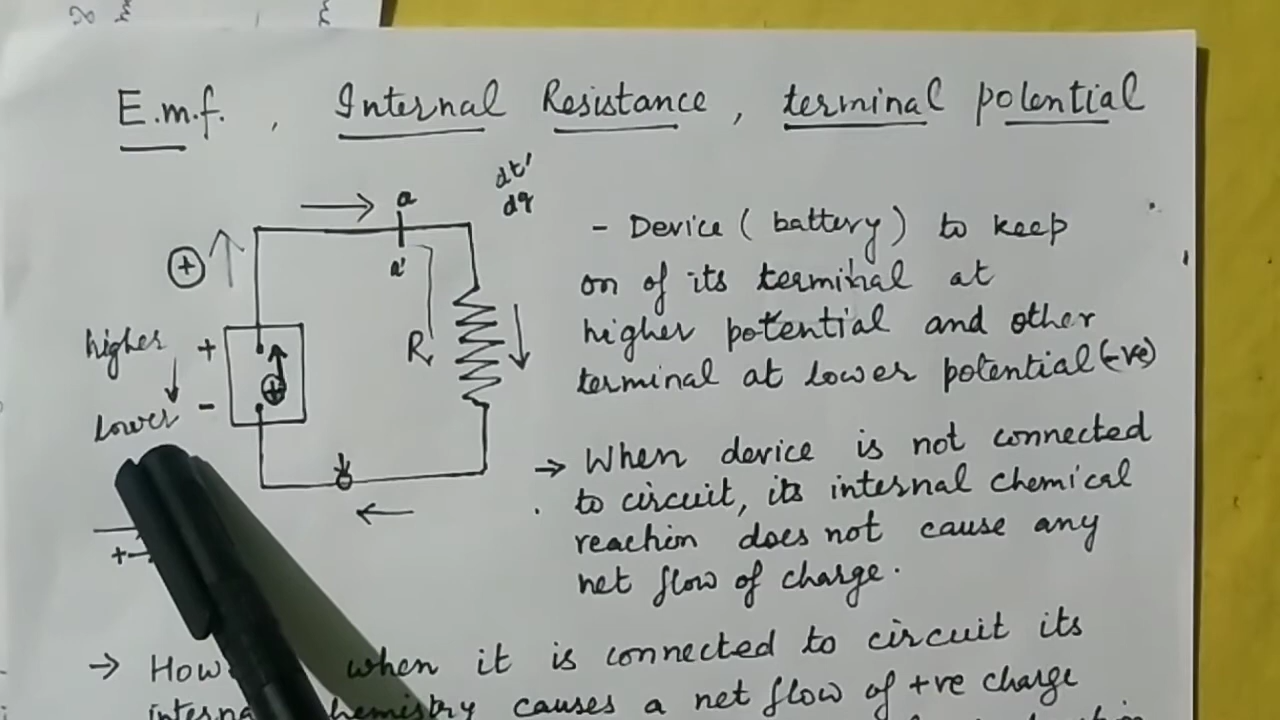 E.m.f. , Internal Resistance , terminal potential
dt'
dq
a
a'
+
R
higher +
Lower -
+
+
- Device ( battery ) to keep
on of its terminal at
higher potential and other
terminal at lower potential (-ve)
→ When device is not connected
to circuit, its internal chemical
reaction does not cause any
net flow of charge.
→ How when it is connected to circuit its
causes a net flow of +ve charge